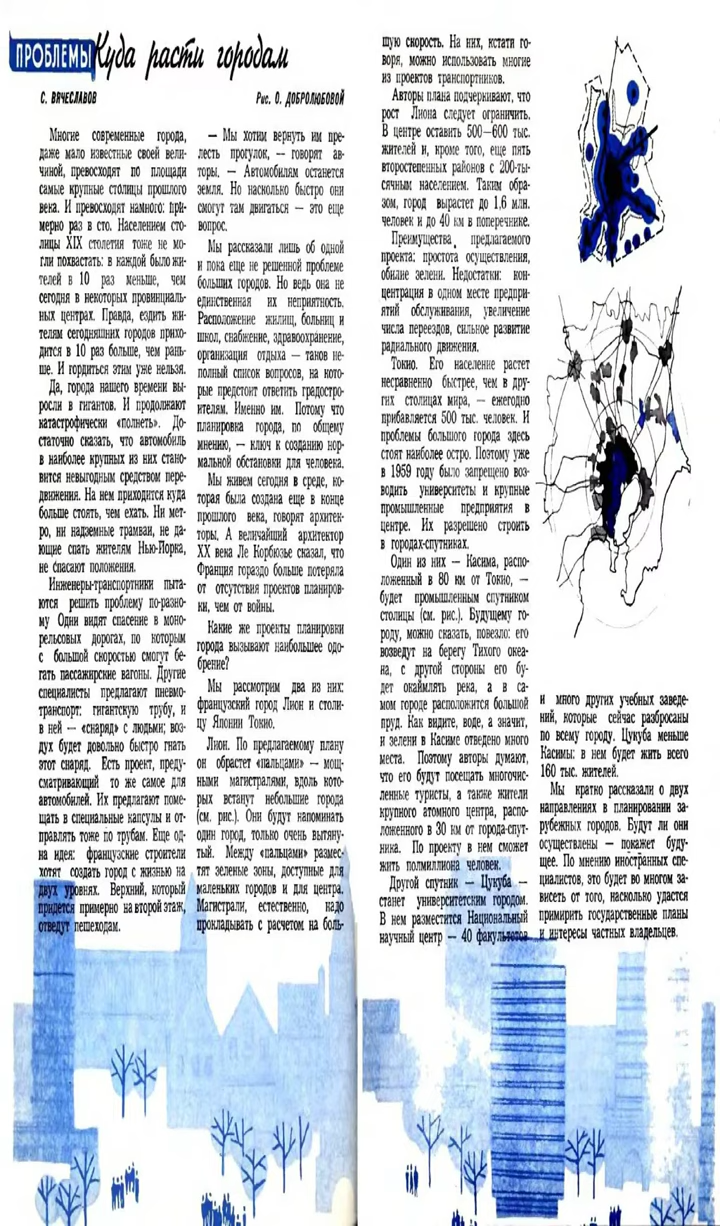 ПРОБЛЕМЫ Куда расти городам
С. ВЯЧЕСЛАВОВ
Рис. О. ДОБРОЛЮБОВОЙ
Многие современные города,
даже мало известные своей вели-
чиной, превосходят по площади
самые крупные столицы прошлого
века. И превосходят намного: при-
мерно раз в сто. Населением сто-
лицы XIX столетия тоже не мо-
гли похвастать: в каждой было жи-
телей в 10 раз меньше, чем
сегодня в некоторых провинциаль-
ных центрах. Правда, ездить жи-
телям сегодняшних городов прихо-
дится в 10 раз больше, чем рань-
ше. И гордиться этим уже нельзя.
Да, города нашего времени вы-
росли в гигантов. И продолжают
катастрофически «полнеть». До-
статочно сказать, что автомобиль
в наиболее крупных из них стано-
вится невыгодным средством пере-
движения. На нем приходится куда
больше стоять, чем ехать. Ни мет-
ро, ни надземные трамваи, не да-
ющие спать жителям Нью-Йорка,
не спасают положения.
Инженеры-транспортники пыта-
ются решить проблему по-разно-
му Одни видят спасение в моно-
рельсовых дорогах, по которым
с большой скоростью смогут бе-
гать пассажирские вагоны. Другие
специалисты предлагают пневмо-
транспорт: гигантскую трубу, и
в ней — «снаряд» с людьми; воз-
дух будет довольно быстро гнать
этот снаряд. Есть проект, преду-
сматривающий то же самое для
автомобилей. Их предлагают поме-
щать в специальные капсулы и от-
правлять тоже по трубам. Еще од-
на идея: французские строители
хотят создать город с жизнью на
двух уровнях. Верхний, который
придется примерно на второй этаж,
отведут пешеходам.
— Мы хотим вернуть им пре-
лесть прогулок, — говорят ав-
торы. — Автомобилям останется
земля. Но насколько быстро они
смогут там двигаться — это еще
вопрос.
Мы рассказали лишь об одной
и пока еще не решенной проблеме
больших городов. Но ведь она не
единственная их неприятность.
Расположение жилищ, больниц и
школ, снабжение, здравоохранение,
организация отдыха — танов не-
полный список вопросов, на кото-
рые предстоит ответить градостро-
ителям. Именно им. Потому что
планировка города, по общему
мнению, — ключ к созданию нор-
мальной обстановки для человека.
Мы живем сегодня в среде, ко-
торая была создана еще в конце
прошлого века, говорят архитек-
торы. А величайший архитектор
XX века Ле Корбюзье сказал, что
Франция гораздо больше потеряла
от отсутствия проектов планиров-
ки, чем от войны.
Какие же проекты планировки
города вызывают наибольшее одо-
брение?
Мы рассмотрим два из них:
французский город Лион и столи-
цу Японии Токио.
Лион. По предлагаемому плану
он обрастет «пальцами» — мощ-
ными магистралями, вдоль кото-
рых встанут небольшие города
(см. рис.). Они будут напоминать
один город, только очень вытяну-
тый. Между «пальцами» размес-
тят зеленые зоны, доступные для
маленьких городов и для центра.
Магистрали, естественно, надо
прокладывать с расчетом на боль-
шую скорость. На них, кстати го-
воря, можно использовать многие
из проектов транспортников.
Авторы плана подчеркивают, что
рост Лиона следует ограничить.
В центре оставить 500—600 тыс.
жителей и, кроме того, еще пять
второстепенных районов с 200-ты-
сячным населением. Таким обра-
зом, город вырастет до 1,6 млн.
человек и до 40 км в поперечнике.
Преимущества предлагаемого
проекта: простота осуществления,
обилие зелени. Недостатки: кон-
центрация в одном месте предпри-
ятий обслуживания, увеличение
числа переездов, сильное развитие
радиального движения.
Токио. Его население растет
несравненно быстрее, чем в дру-
гих столицах мира, — ежегодно
прибавляется 500 тыс. человек. И
проблемы большого города здесь
стоят наиболее остро. Поэтому уже
в 1959 году было запрещено воз-
водить университеты и крупные
промышленные предприятия в
центре. Их разрешено строить
в городах-спутниках.
Один из них — Касима, распо-
ложенный в 80 км от Токио, —
будет промышленным спутником
столицы (см. рис.). Будущему го-
роду, можно сказать, повезло: его
возведут на берегу Тихого океа-
на, с другой стороны его бу-
дет окаймлять река, а в са-
мом городе расположится большой
пруд. Как видите, воде, а значит,
и зелени в Касиме отведено много
места. Поэтому авторы думают,
что его будут посещать многочис-
ленные туристы, а также жители
крупного атомного центра, распо-
ложенного в 30 км от города-спут-
ника. По проекту в нем сможет
жить полмиллиона человек.
Другой спутник — Цукуба —
станет университетским городом.
В нем разместится Национальный
научный центр — 40 факультетов
и много других учебных заведе-
ний, которые сейчас разбросаны
по всему городу. Цукуба меньше
Касимы: в нем будет жить всего
160 тыс. жителей.
Мы кратко рассказали о двух
направлениях в планировании за-
рубежных городов. Будут ли они
осуществлены — покажет буду-
щее. По мнению иностранных спе-
циалистов, это будет во многом за-
висеть от того, насколько удастся
примирить государственные планы
и интересы частных владельцев.